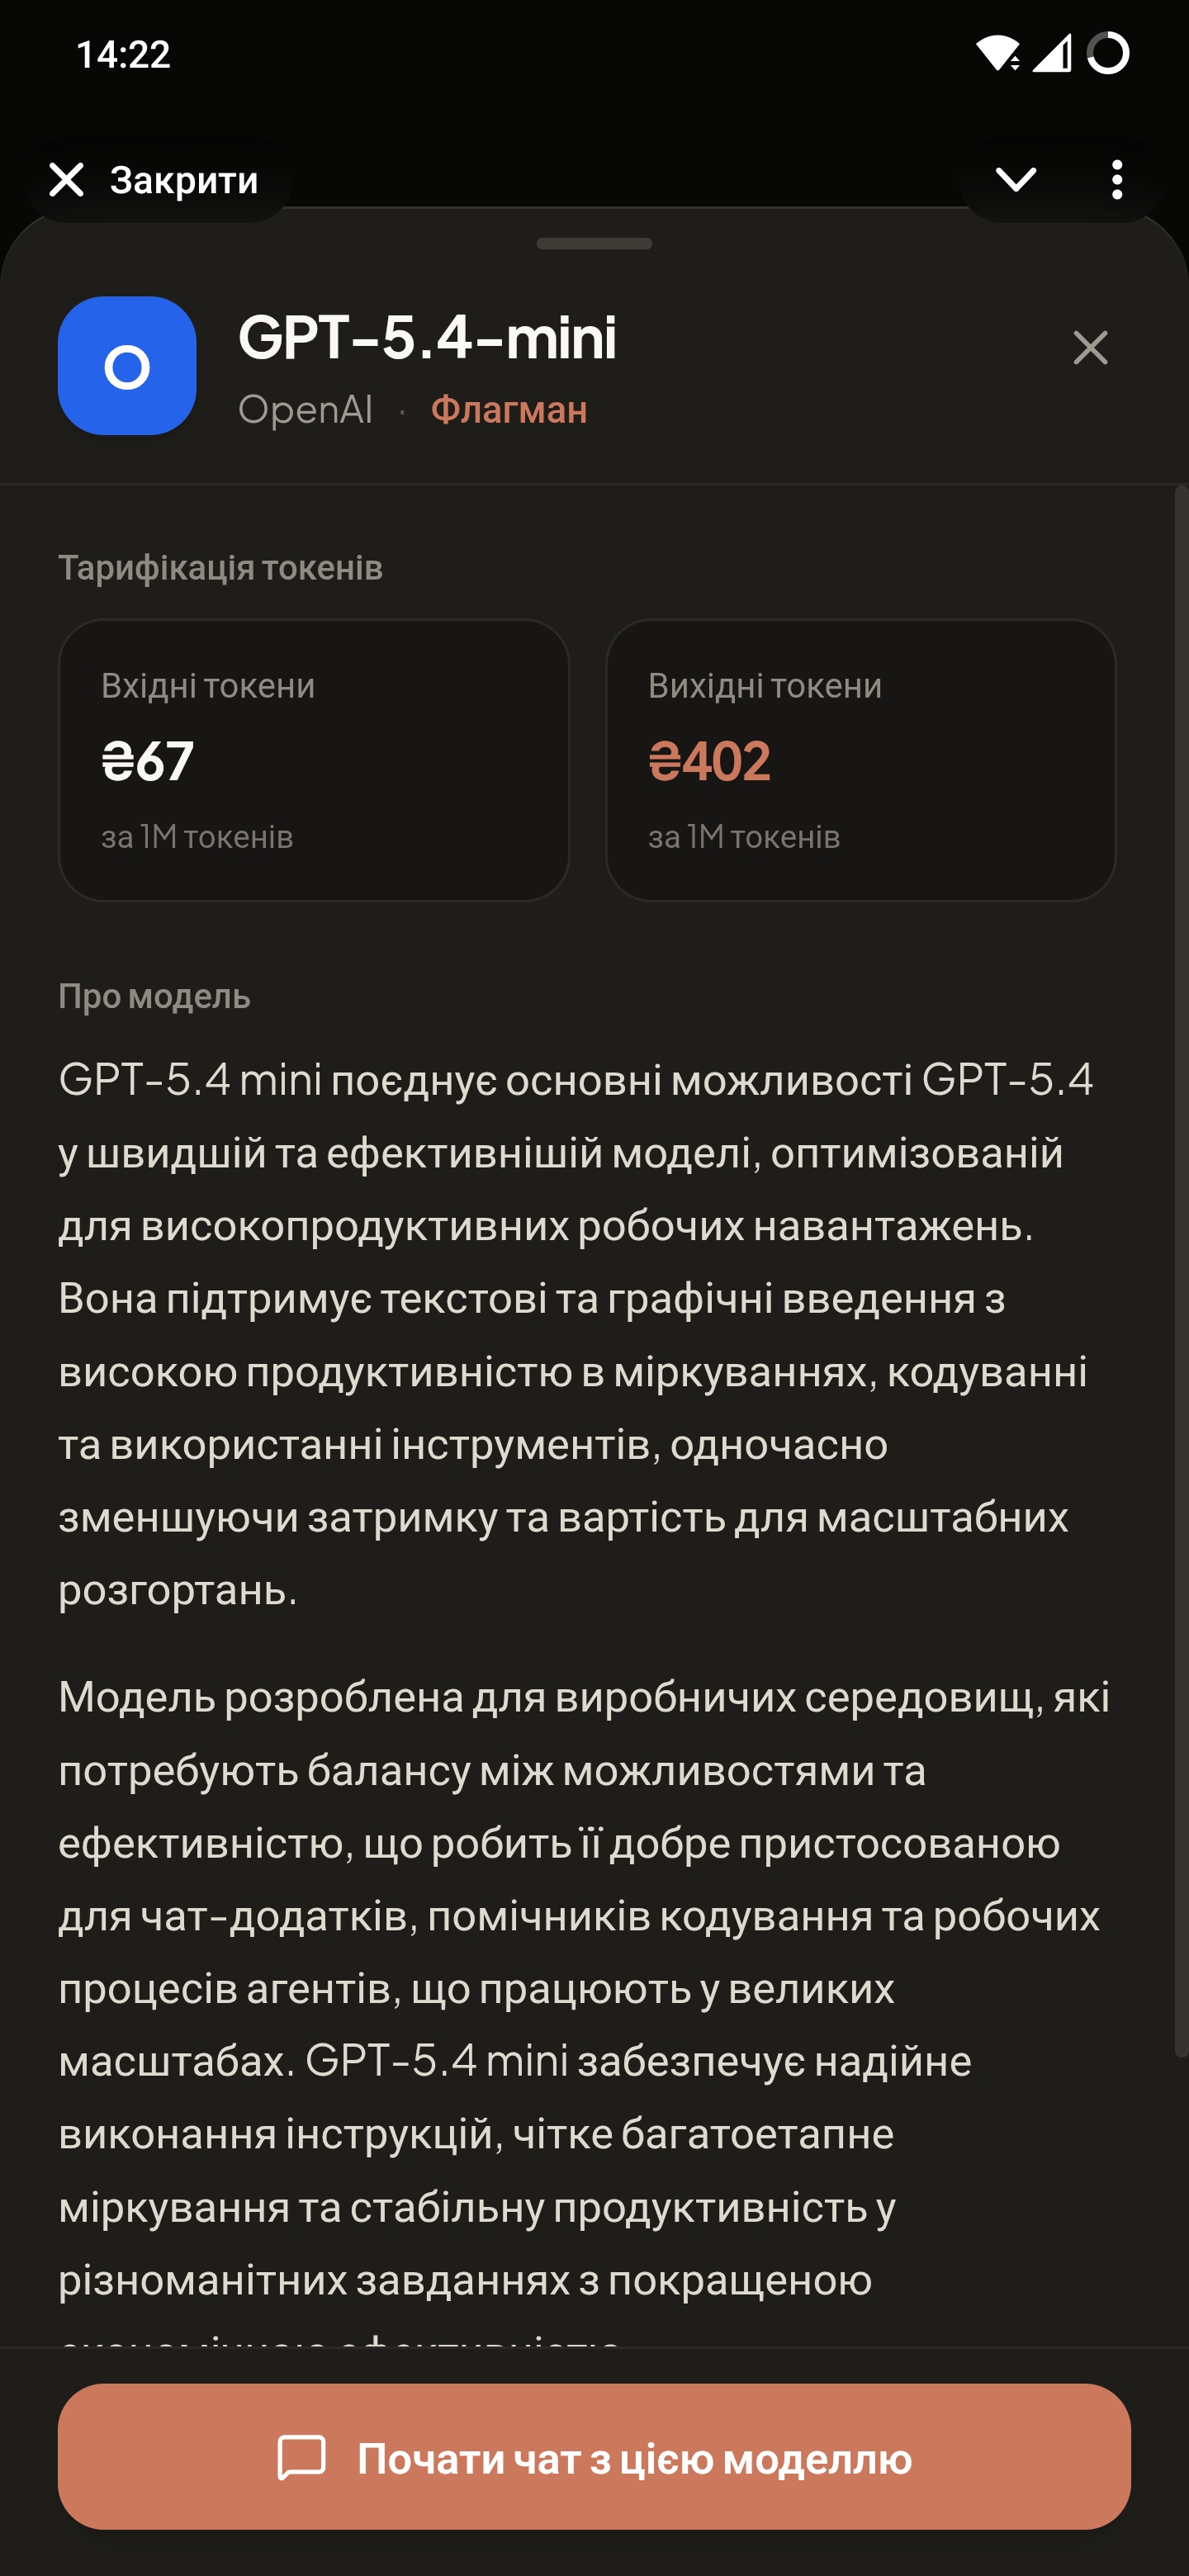 14:22
Закрити
GPT-5.4-mini
OpenAI · Флагман
Тарифікація токенів
Вхідні токени
₴67
за 1М токенів
Вихідні токени
₴402
за 1М токенів
Про модель
GPT-5.4 mini поєднує основні можливості GPT-5.4
у швидшій та ефективнішій моделі, оптимізованій
для високопродуктивних робочих навантажень.
Вона підтримує текстові та графічні введення з
високою продуктивністю в міркуваннях, кодуванні
та використанні інструментів, одночасно
зменшуючи затримку та вартість для масштабних
розгортань.
Модель розроблена для виробничих середовищ, які
потребують балансу між можливостями та
ефективністю, що робить її добре пристосованою
для чат-додатків, помічників кодування та робочих
процесів агентів, що працюють у великих
масштабах. GPT-5.4 mini забезпечує надійне
виконання інструкцій, чітке багатоетапне
міркування та стабільну продуктивність у
різноманітних завданнях з покращеною
Почати чат з цією моделлю